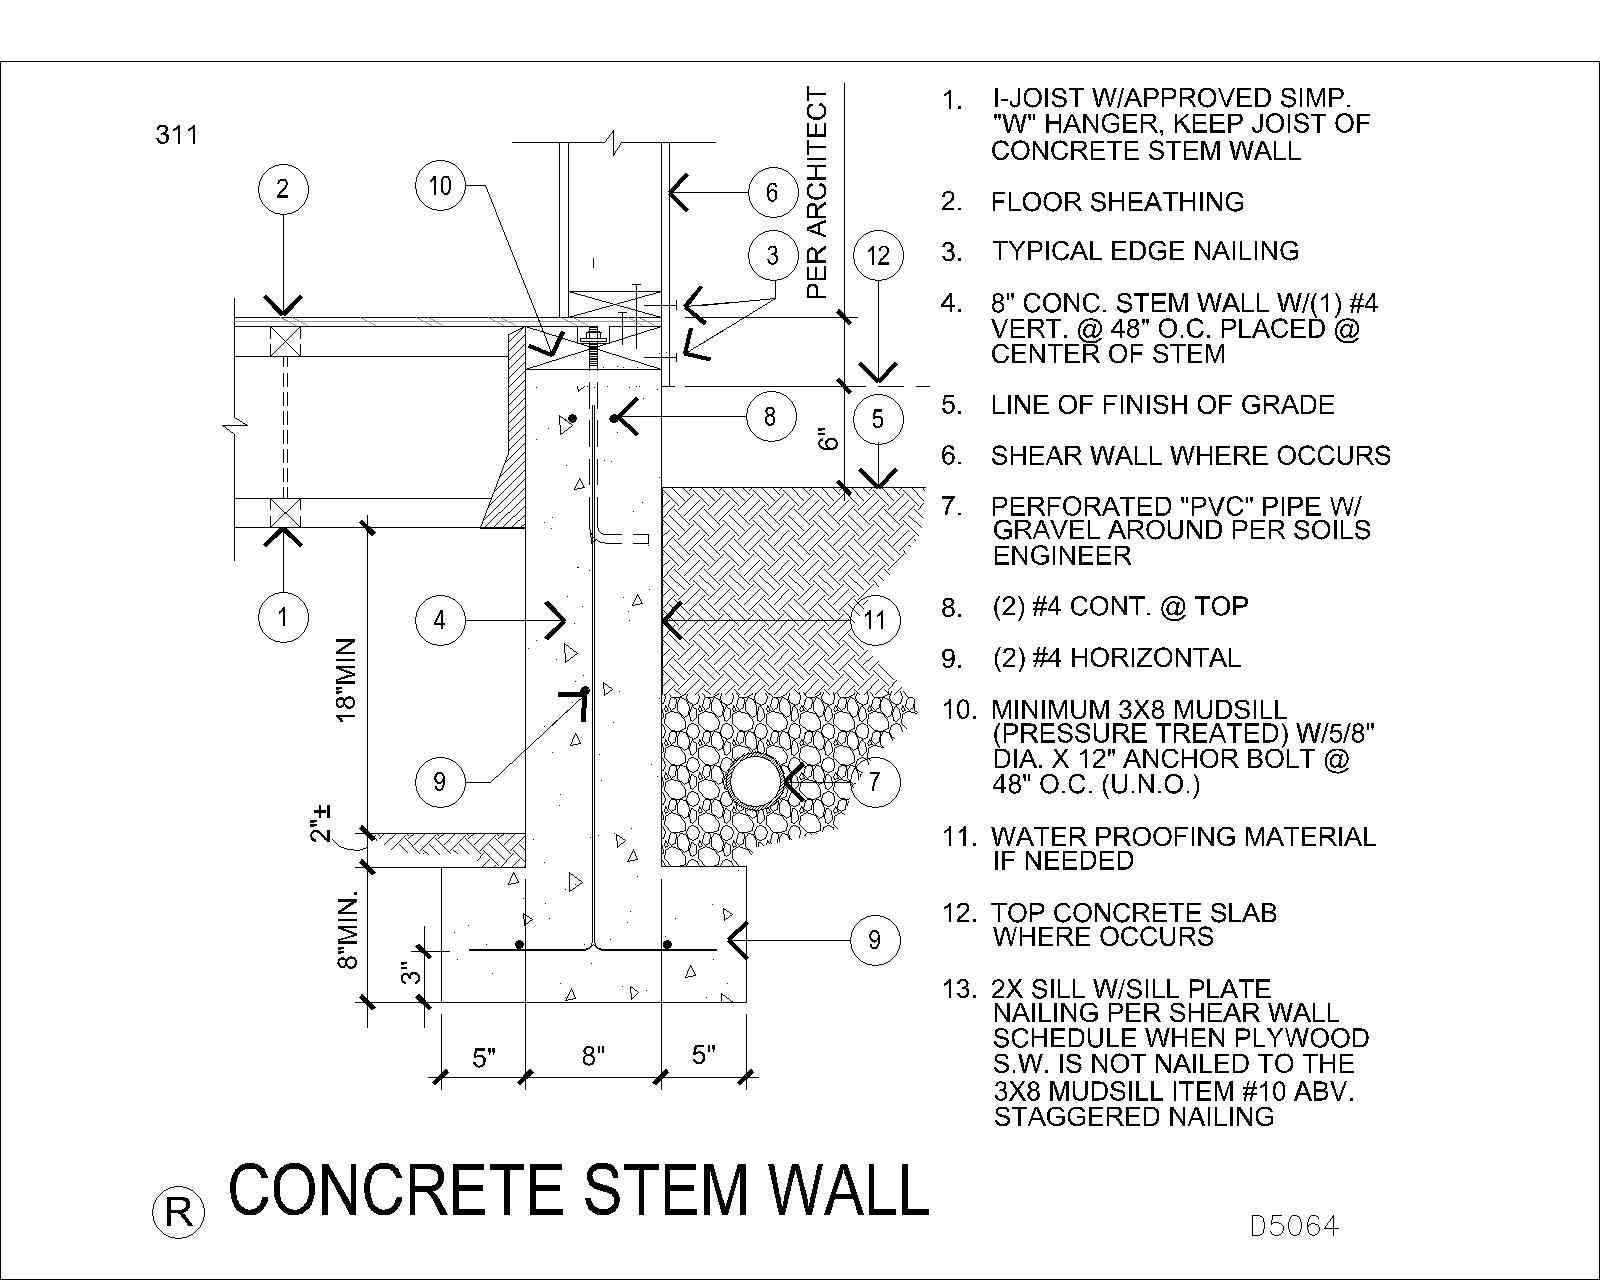 311
2
10
6
3
12
PER ARCHITECT
8
5
6"
1
4
11
18"MIN
9
7
2"±
8"MIN.
3"
9
5"
8"
5"
1. I-JOIST W/APPROVED SIMP.
"W" HANGER, KEEP JOIST OF
CONCRETE STEM WALL
2. FLOOR SHEATHING
3. TYPICAL EDGE NAILING
4. 8" CONC. STEM WALL W/(1) #4
VERT. @ 48" O.C. PLACED @
CENTER OF STEM
5. LINE OF FINISH OF GRADE
6. SHEAR WALL WHERE OCCURS
7. PERFORATED "PVC" PIPE W/
GRAVEL AROUND PER SOILS
ENGINEER
8. (2) #4 CONT. @ TOP
9. (2) #4 HORIZONTAL
10. MINIMUM 3X8 MUDSILL
(PRESSURE TREATED) W/5/8"
DIA. X 12" ANCHOR BOLT @
48" O.C. (U.N.O.)
11. WATER PROOFING MATERIAL
IF NEEDED
12. TOP CONCRETE SLAB
WHERE OCCURS
13. 2X SILL W/SILL PLATE
NAILING PER SHEAR WALL
SCHEDULE WHEN PLYWOOD
S.W. IS NOT NAILED TO THE
3X8 MUDSILL ITEM #10 ABV.
STAGGERED NAILING
R CONCRETE STEM WALL
D5064